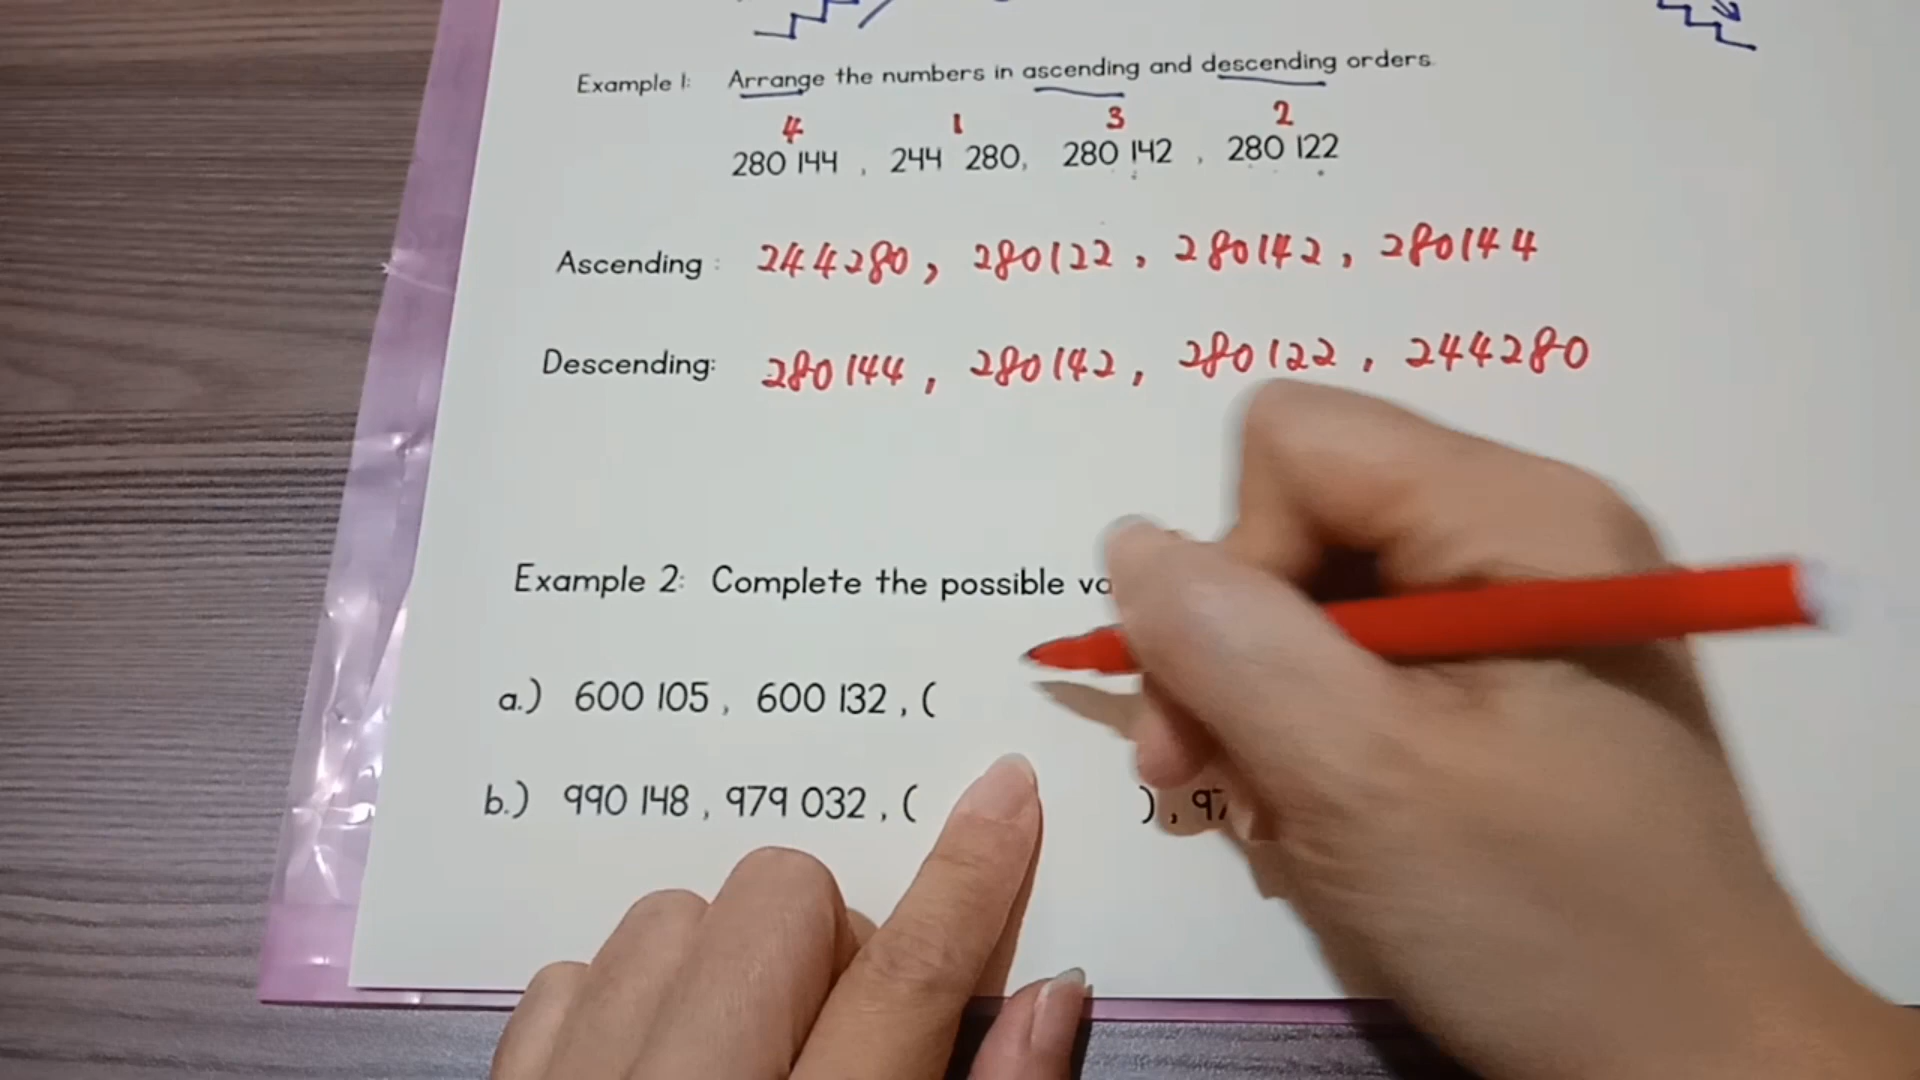 Example 1: Arrange the numbers in ascending and descending orders.
4 1 3 2
280 144 , 244 280, 280 142 , 280 122
Ascending : 244280, 280122, 280142, 280144
Descending: 280144, 280142, 280122, 244280
Example 2: Complete the possible
a.) 600 105 , 600 132 , (
b.) 990 148 , 979 032 , ( ) , 97